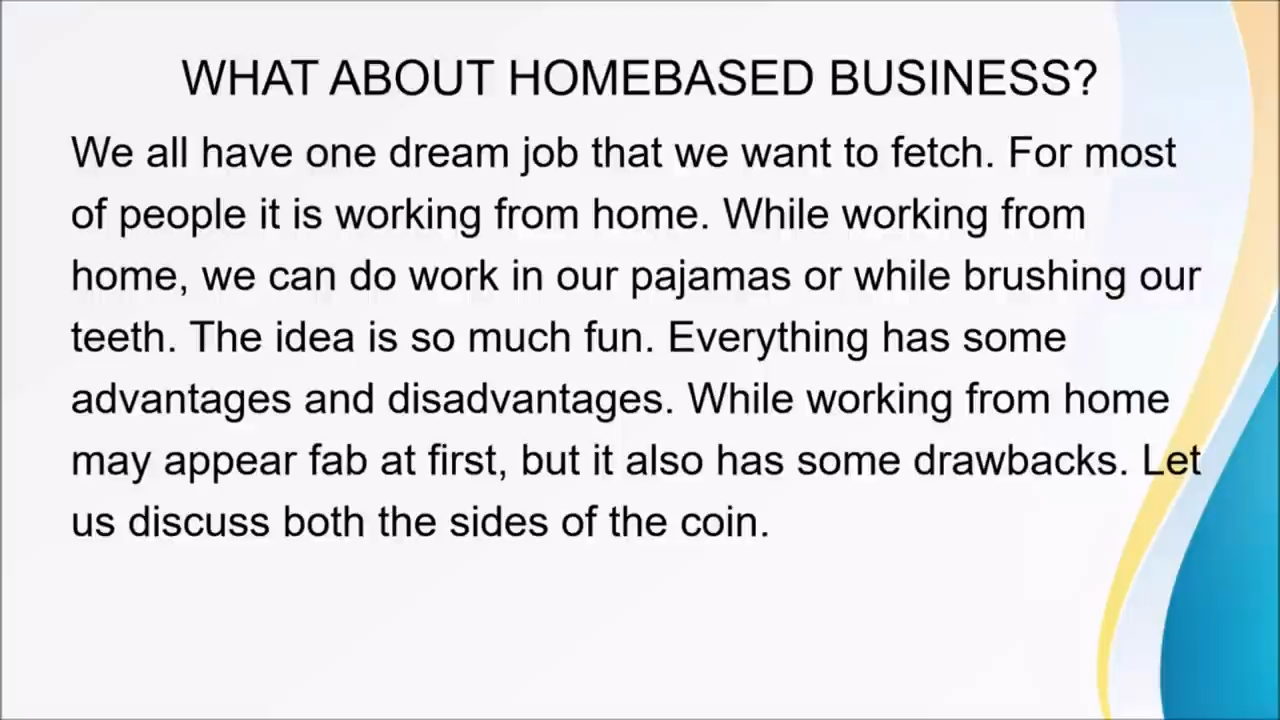 WHAT ABOUT HOMEBASED BUSINESS?
We all have one dream job that we want to fetch. For most
of people it is working from home. While working from
home, we can do work in our pajamas or while brushing our
teeth. The idea is so much fun. Everything has some
advantages and disadvantages. While working from home
may appear fab at first, but it also has some drawbacks. Let
us discuss both the sides of the coin.